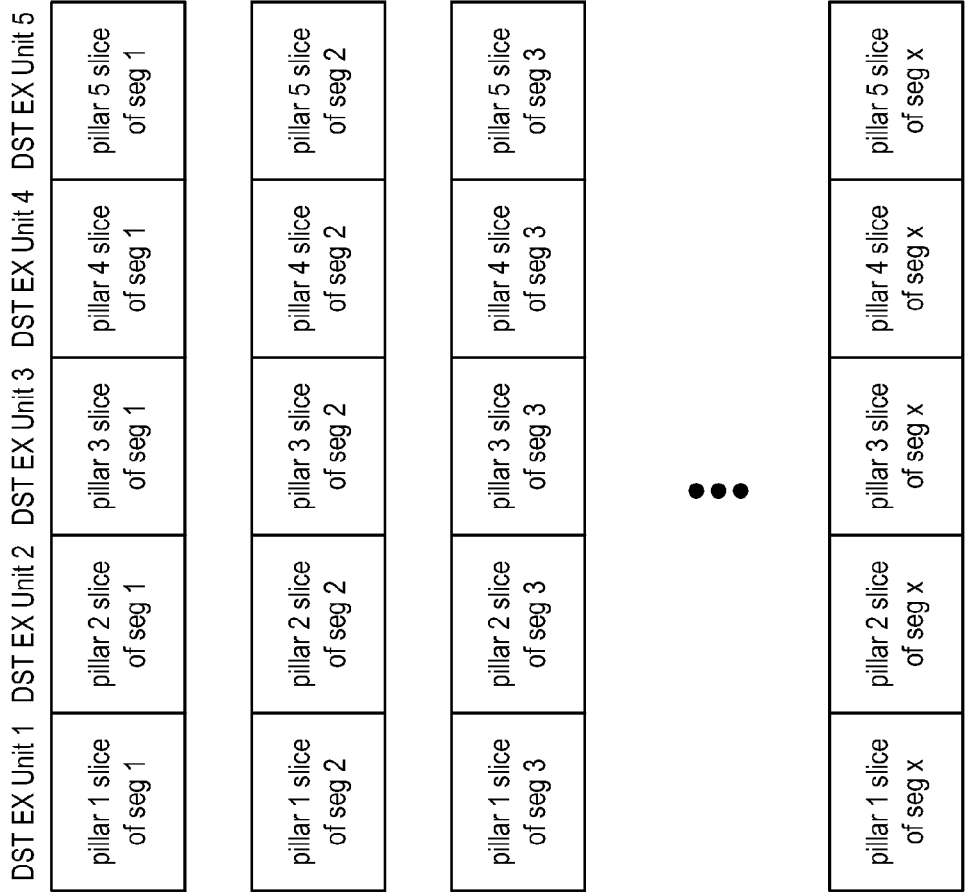 DST EX Unit 1 DST EX Unit 2 DST EX Unit 3 DST EX Unit 4 DST EX Unit 5
pillar 1 slice
of seg 1
pillar 2 slice
of seg 1
pillar 3 slice
of seg 1
pillar 4 slice
of seg 1
pillar 5 slice
of seg 1
pillar 1 slice
of seg 2
pillar 2 slice
of seg 2
pillar 3 slice
of seg 2
pillar 4 slice
of seg 2
pillar 5 slice
of seg 2
pillar 1 slice
of seg 3
pillar 2 slice
of seg 3
pillar 3 slice
of seg 3
pillar 4 slice
of seg 3
pillar 5 slice
of seg 3
pillar 1 slice
of seg x
pillar 2 slice
of seg x
pillar 3 slice
of seg x
pillar 4 slice
of seg x
pillar 5 slice
of seg x